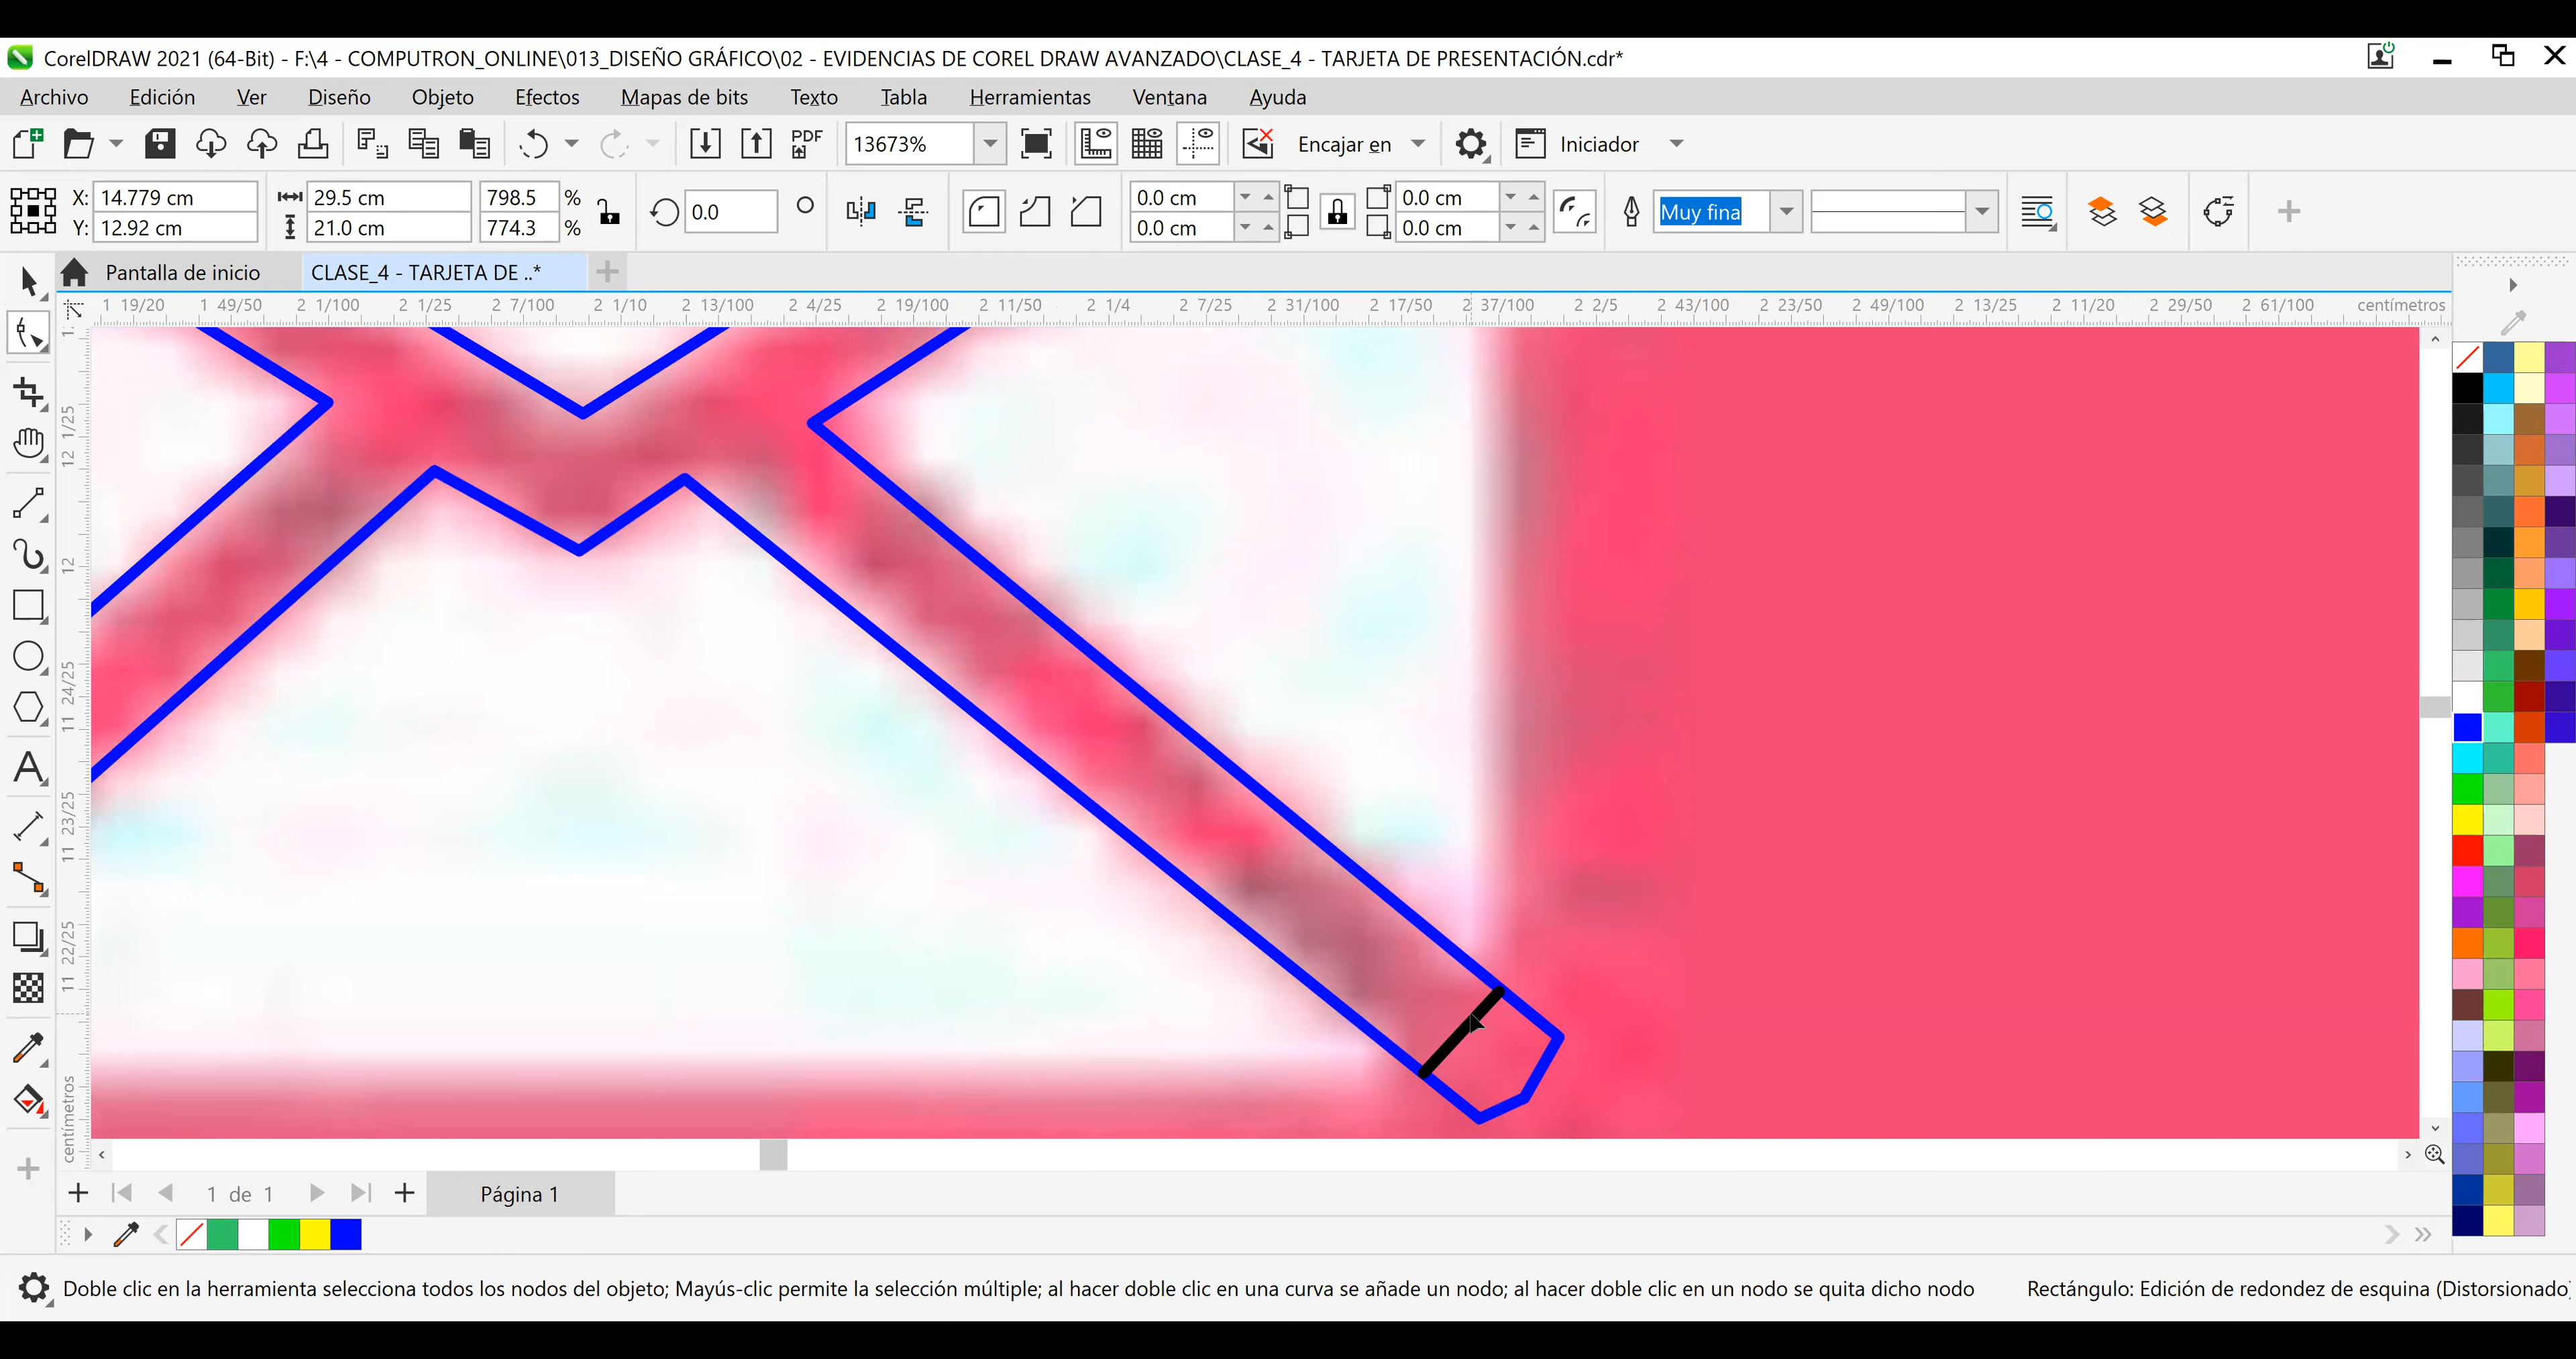 CorelDRAW 2021 (64-Bit) - F:\4 - COMPUTRON_ONLINE\013_DISEÑO GRÁFICO\02 - EVIDENCIAS DE COREL DRAW AVANZADO\CLASE_4 - TARJETA DE PRESENTACIÓN.cdr*
Archivo Edición Ver Diseño Objeto Efectos Mapas de bits Texto Tabla Herramientas Ventana Ayuda
PDF 13673% Encajar en Iniciador
X: 14.779 cm 29.5 cm 798.5 % 0.0 0.0 cm 0.0 cm Muy fina
Y: 12.92 cm 21.0 cm 774.3 % 0.0 cm 0.0 cm
Pantalla de inicio CLASE_4 - TARJETA DE ..*
1 19/20 1 49/50 2 1/100 2 1/25 2 7/100 2 1/10 2 13/100 2 4/25 2 19/100 2 11/50 2 1/4 2 7/25 2 31/100 2 17/50 2 37/100 2 2/5 2 43/100 2 23/50 2 49/100 2 13/25 2 11/20 2 29/50 2 61/100 centímetros
12 1/25
12
11 24/25
11 23/25
11 22/25
centímetros
1 de 1 Página 1
Doble clic en la herramienta selecciona todos los nodos del objeto; Mayús-clic permite la selección múltiple; al hacer doble clic en una curva se añade un nodo; al hacer doble clic en un nodo se quita dicho nodo Rectángulo: Edición de redondez de esquina (Distorsionado)